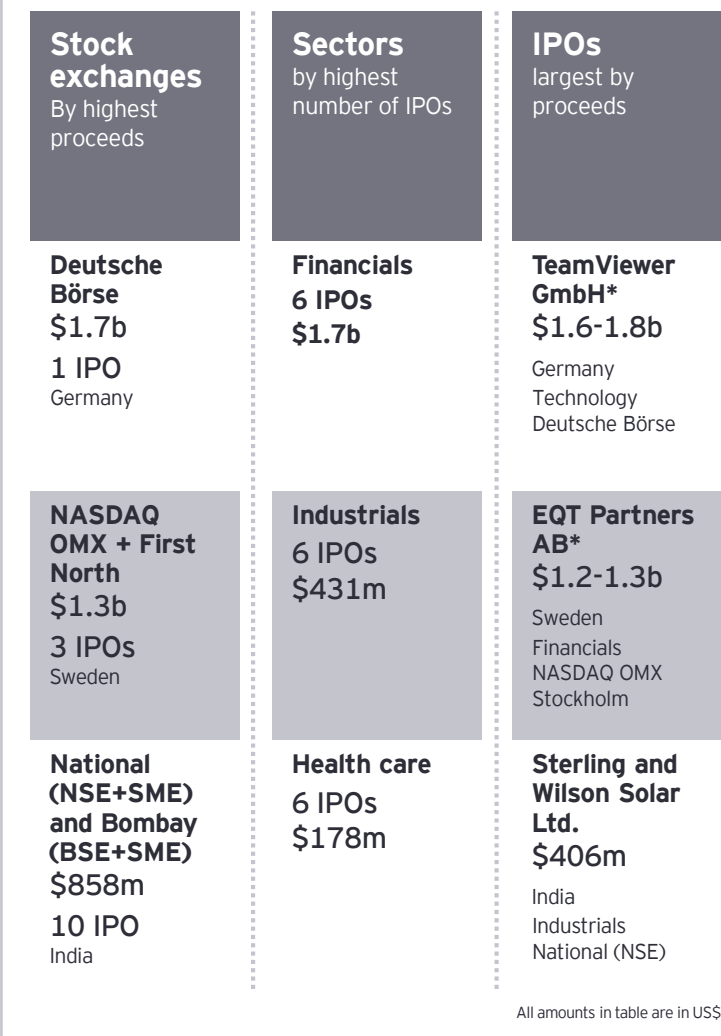 Stock
exchanges
By highest
proceeds
Sectors
by highest
number of IPOs
IPOs
largest by
proceeds
Deutsche
Börse
$1.7b
1 IPO
Germany
Financials
6 IPOs
$1.7b
TeamViewer
GmbH*
$1.6-1.8b
Germany
Technology
Deutsche Börse
NASDAQ
OMX + First
North
$1.3b
3 IPOs
Sweden
Industrials
6 IPOs
$431m
EQT Partners
AB*
$1.2-1.3b
Sweden
Financials
NASDAQ OMX
Stockholm
National
(NSE+SME)
and Bombay
(BSE+SME)
$858m
10 IPO
India
Health care
6 IPOs
$178m
Sterling and
Wilson Solar
Ltd.
$406m
India
Industrials
National (NSE)
All amounts in table are in US$